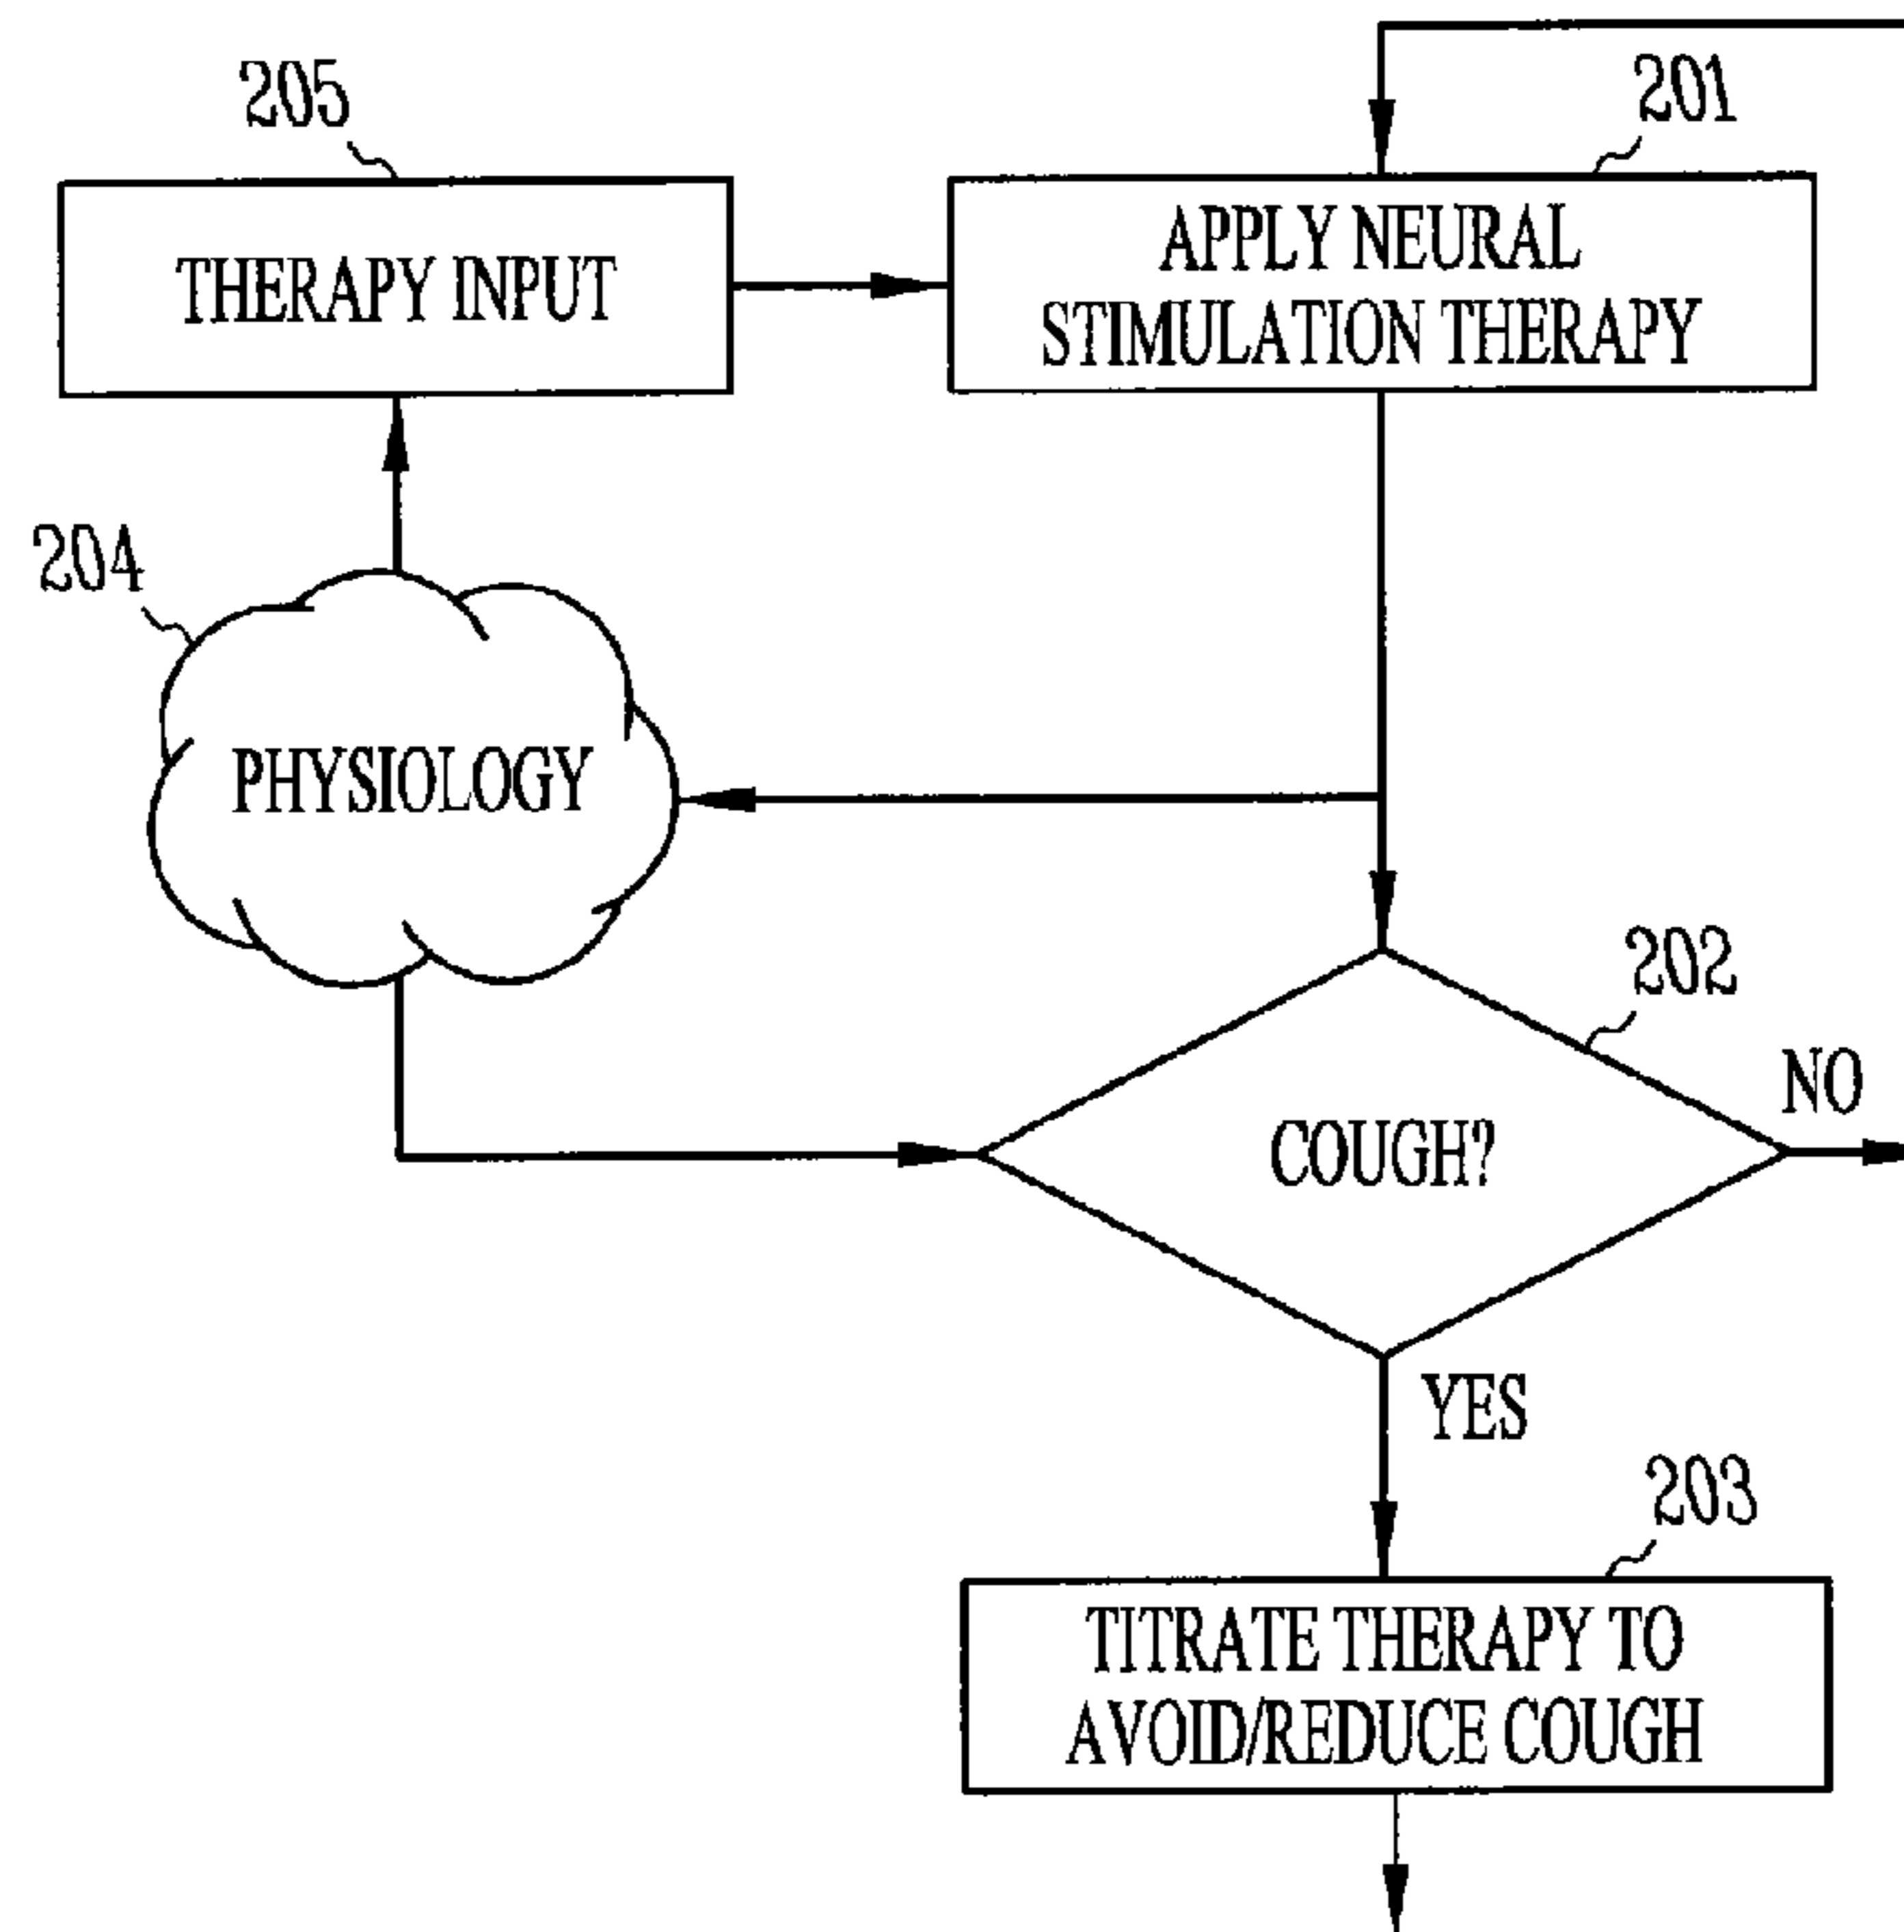 205
201
THERAPY INPUT
APPLY NEURAL
STIMULATION THERAPY
204
PHYSIOLOGY
202
NO
COUGH?
YES
203
TITRATE THERAPY TO
AVOID/REDUCE COUGH